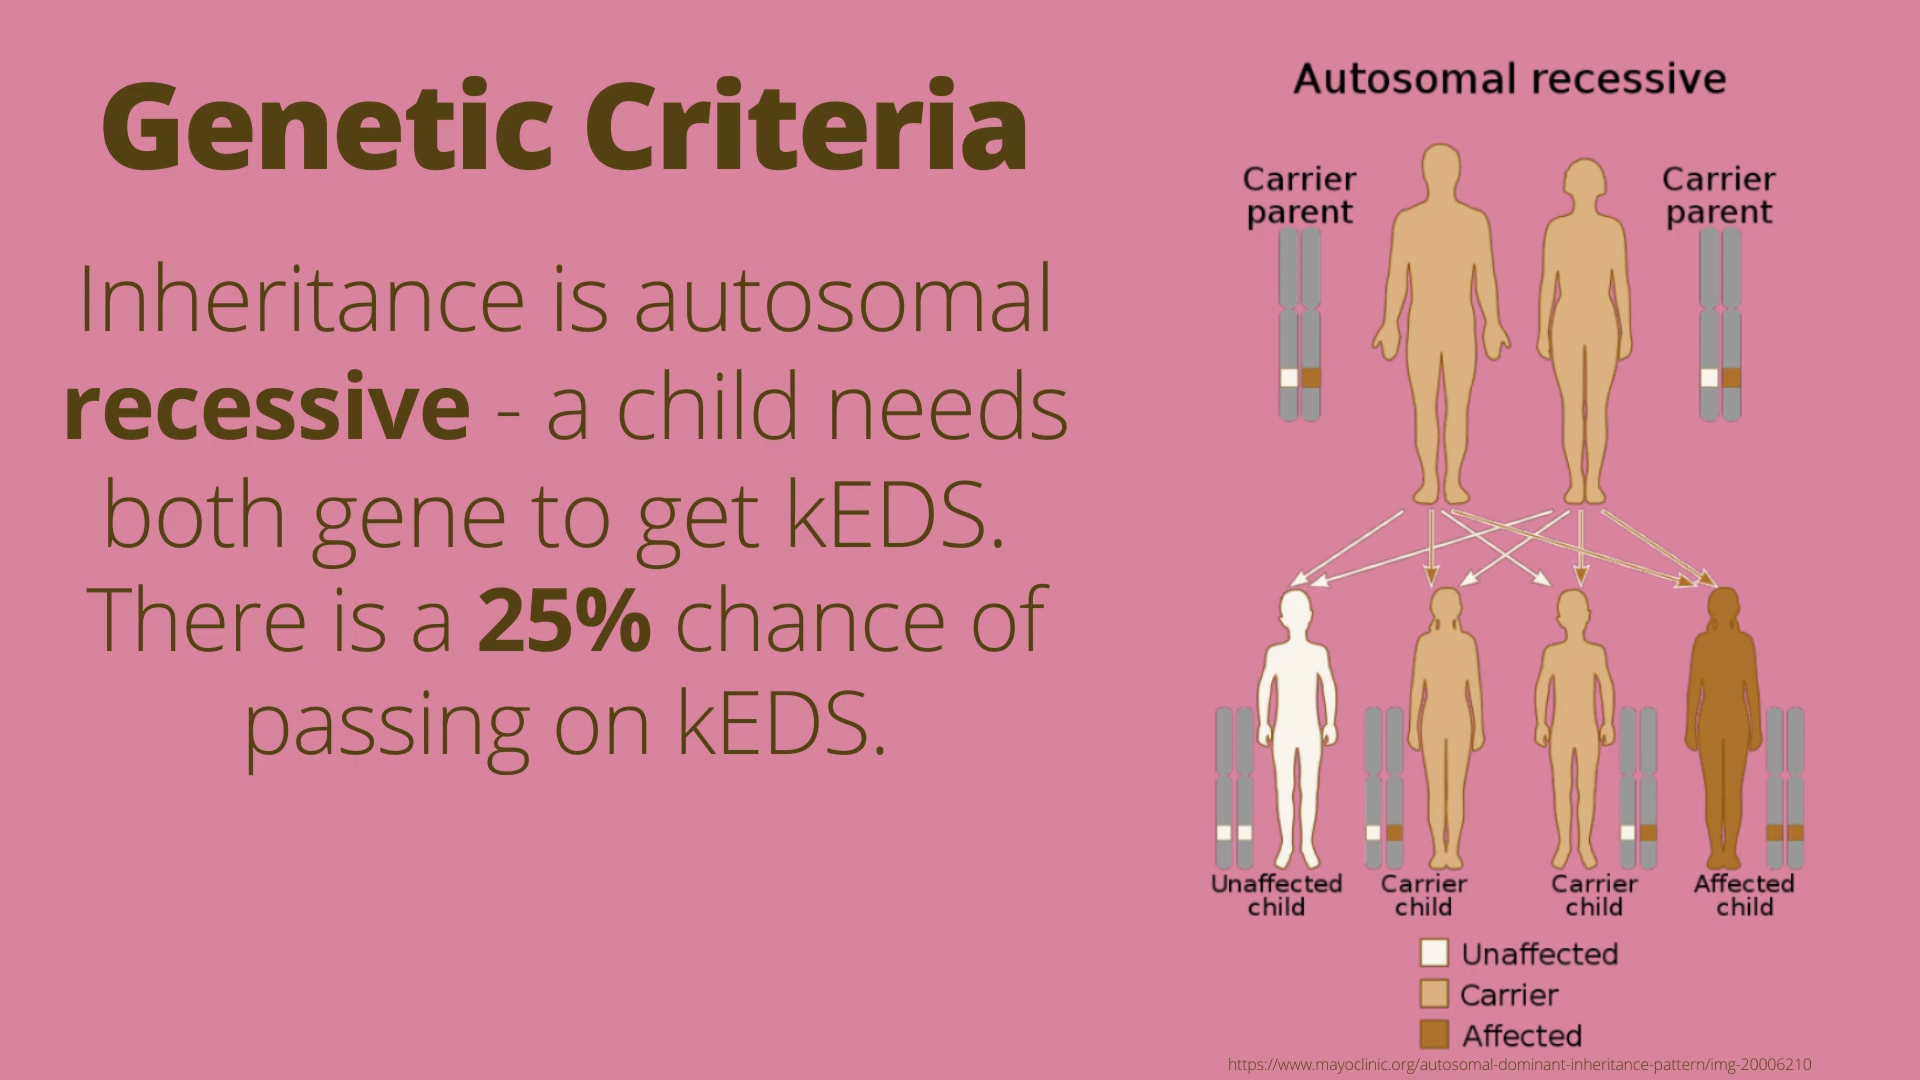 Genetic Criteria
Inheritance is autosomal
recessive - a child needs
both gene to get kEDS.
There is a 25% chance of
passing on kEDS.
Autosomal recessive
Carrier
parent
Carrier
parent
Unaffected
child
Carrier
child
Carrier
child
Affected
child
Unaffected
Carrier
Affected
https://www.mayoclinic.org/autosomal-dominant-inheritance-pattern/img-20006210